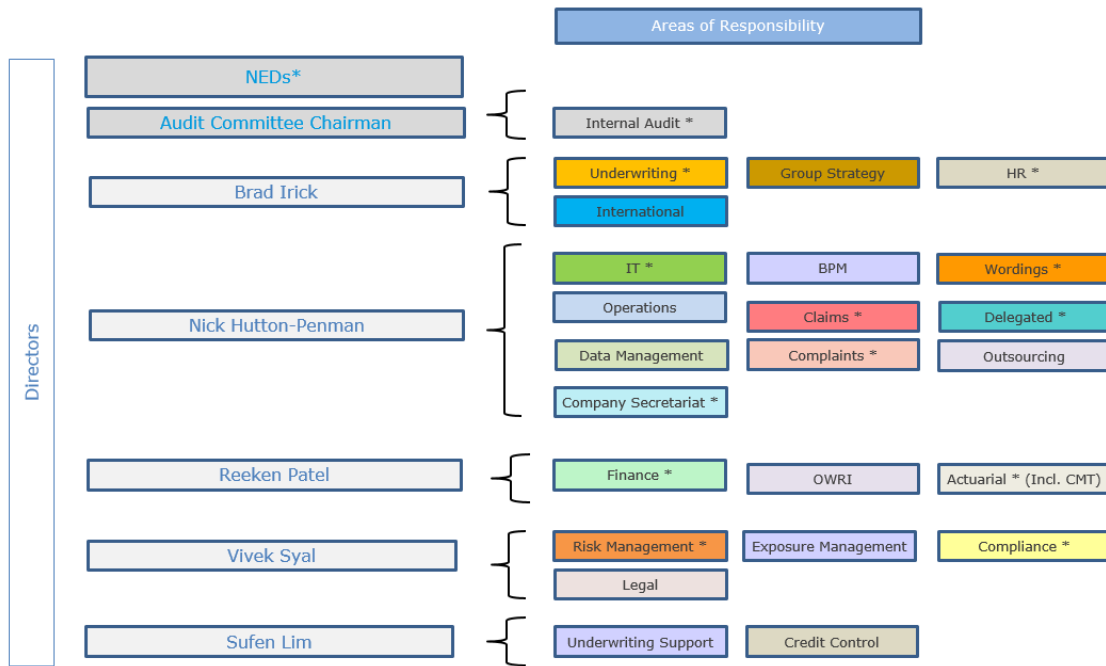 Areas of Responsibility
Directors
NEDs*
Audit Committee Chairman
Internal Audit *
Brad Irick
Underwriting *
Group Strategy
HR *
International
Nick Hutton-Penman
IT *
BPM
Wordings *
Operations
Claims *
Delegated *
Data Management
Complaints *
Outsourcing
Company Secretariat *
Reeken Patel
Finance *
OWRI
Actuarial * (Incl. CMT)
Vivek Syal
Risk Management *
Exposure Management
Compliance *
Legal
Sufen Lim
Underwriting Support
Credit Control